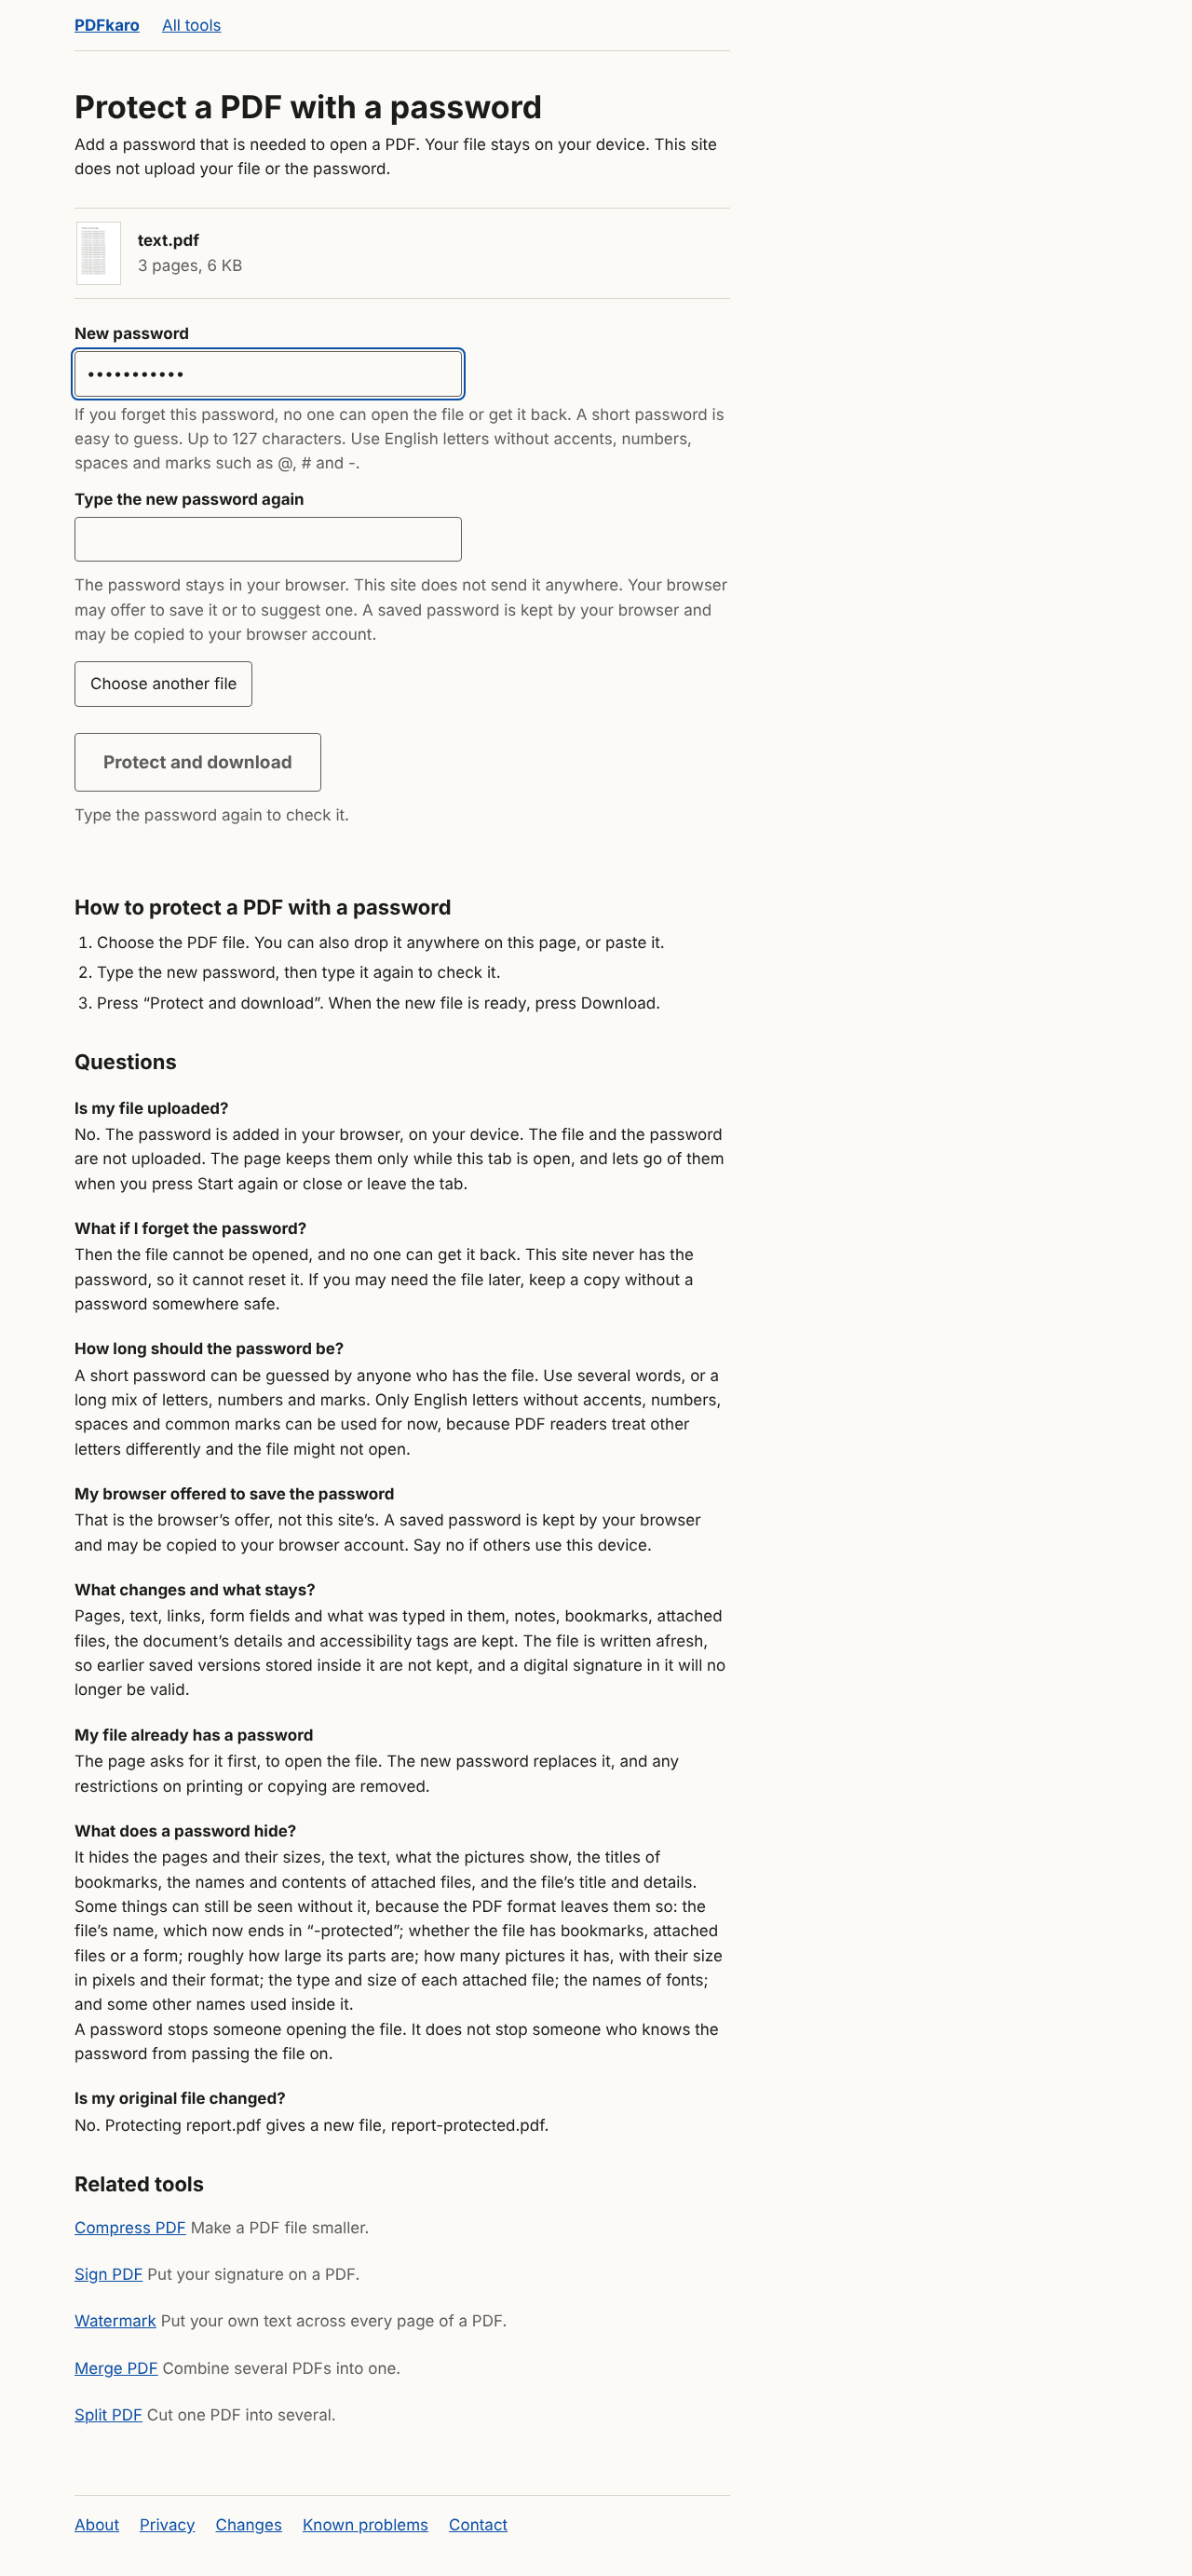 PDFkaro All tools
Protect a PDF with a password
Add a password that is needed to open a PDF. Your file stays on your device. This site
does not upload your file or the password.
text.pdf
3 pages, 6 KB
New password
•••••••••••
If you forget this password, no one can open the file or get it back. A short password is
easy to guess. Up to 127 characters. Use English letters without accents, numbers,
spaces and marks such as @, # and -.
Type the new password again
The password stays in your browser. This site does not send it anywhere. Your browser
may offer to save it or to suggest one. A saved password is kept by your browser and
may be copied to your browser account.
Choose another file
Protect and download
Type the password again to check it.
How to protect a PDF with a password
1. Choose the PDF file. You can also drop it anywhere on this page, or paste it.
2. Type the new password, then type it again to check it.
3. Press “Protect and download”. When the new file is ready, press Download.
Questions
Is my file uploaded?
No. The password is added in your browser, on your device. The file and the password
are not uploaded. The page keeps them only while this tab is open, and lets go of them
when you press Start again or close or leave the tab.
What if I forget the password?
Then the file cannot be opened, and no one can get it back. This site never has the
password, so it cannot reset it. If you may need the file later, keep a copy without a
password somewhere safe.
How long should the password be?
A short password can be guessed by anyone who has the file. Use several words, or a
long mix of letters, numbers and marks. Only English letters without accents, numbers,
spaces and common marks can be used for now, because PDF readers treat other
letters differently and the file might not open.
My browser offered to save the password
That is the browser’s offer, not this site’s. A saved password is kept by your browser
and may be copied to your browser account. Say no if others use this device.
What changes and what stays?
Pages, text, links, form fields and what was typed in them, notes, bookmarks, attached
files, the document’s details and accessibility tags are kept. The file is written afresh,
so earlier saved versions stored inside it are not kept, and a digital signature in it will no
longer be valid.
My file already has a password
The page asks for it first, to open the file. The new password replaces it, and any
restrictions on printing or copying are removed.
What does a password hide?
It hides the pages and their sizes, the text, what the pictures show, the titles of
bookmarks, the names and contents of attached files, and the file’s title and details.
Some things can still be seen without it, because the PDF format leaves them so: the
file’s name, which now ends in “-protected”; whether the file has bookmarks, attached
files or a form; roughly how large its parts are; how many pictures it has, with their size
in pixels and their format; the type and size of each attached file; the names of fonts;
and some other names used inside it.
A password stops someone opening the file. It does not stop someone who knows the
password from passing the file on.
Is my original file changed?
No. Protecting report.pdf gives a new file, report-protected.pdf.
Related tools
Compress PDF Make a PDF file smaller.
Sign PDF Put your signature on a PDF.
Watermark Put your own text across every page of a PDF.
Merge PDF Combine several PDFs into one.
Split PDF Cut one PDF into several.
About Privacy Changes Known problems Contact